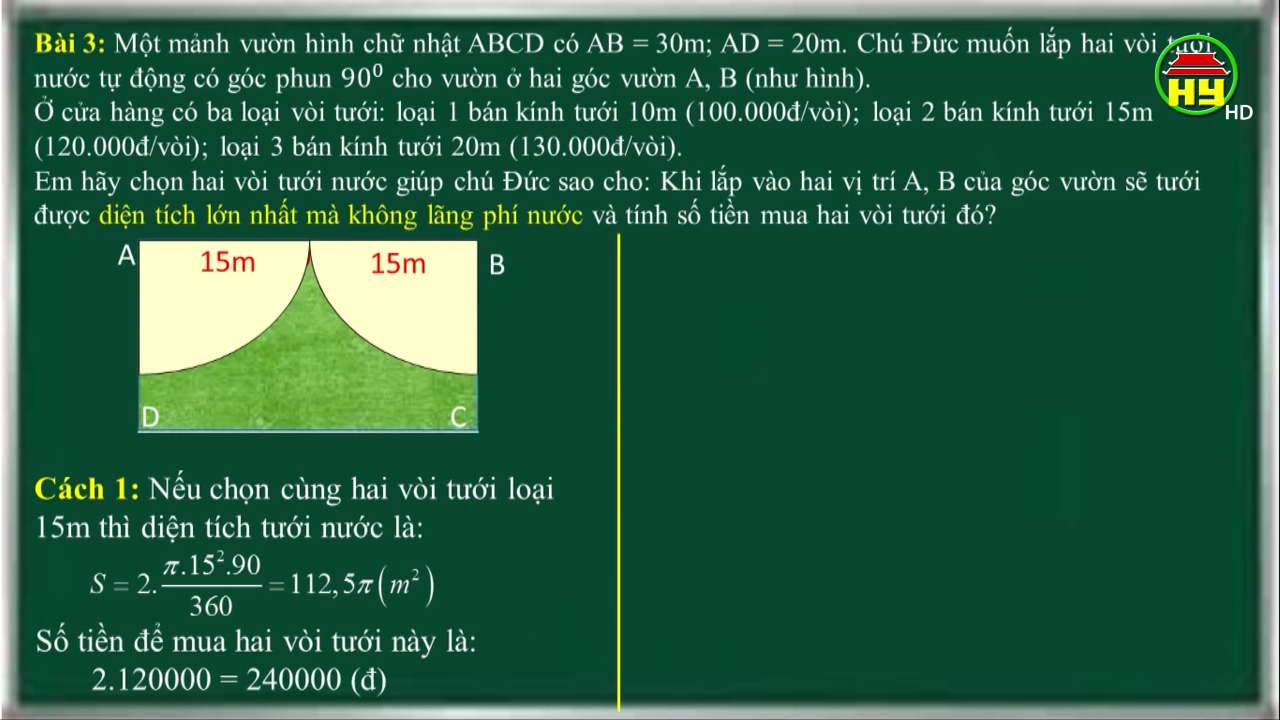 Bài 3: Một mảnh vườn hình chữ nhật ABCD có AB = 30m; AD = 20m. Chú Đức muốn lắp hai vòi tưới
nước tự động có góc phun 90⁰ cho vườn ở hai góc vườn A, B (như hình).
Ở cửa hàng có ba loại vòi tưới: loại 1 bán kính tưới 10m (100.000đ/vòi); loại 2 bán kính tưới 15m
(120.000đ/vòi); loại 3 bán kính tưới 20m (130.000đ/vòi).
Em hãy chọn hai vòi tưới nước giúp chú Đức sao cho: Khi lắp vào hai vị trí A, B của góc vườn sẽ tưới
được diện tích lớn nhất mà không lãng phí nước và tính số tiền mua hai vòi tưới đó?
HY HD
A 15m 15m B
D C
Cách 1: Nếu chọn cùng hai vòi tưới loại
15m thì diện tích tưới nước là:
S = 2. π.15².90 / 360 = 112,5π (m²)
Số tiền để mua hai vòi tưới này là:
2.120000 = 240000 (đ)